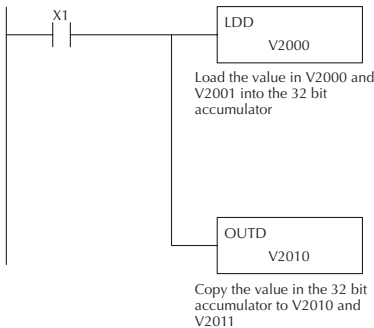 X1
LDD
V2000
Load the value in V2000 and
V2001 into the 32 bit
accumulator
OUTD
V2010
Copy the value in the 32 bit
accumulator to V2010 and
V2011